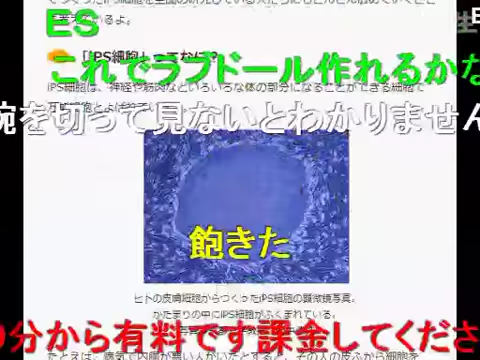 ES
iPS細胞ってなに？
これでラブドール作れるかな
iPS細胞は、神経や筋肉などいろいろな体の部分になることができる細胞で
腕を切って見ないとわかりません
飽きた
ヒトの皮膚細胞からつくったiPS細胞の顕微鏡写真。
かたまりの中にiPS細胞がふくまれている。
0分から有料です課金してくださ
たとえば、病気で内臓が悪い人がいたとすると、その人の皮ふから細胞を